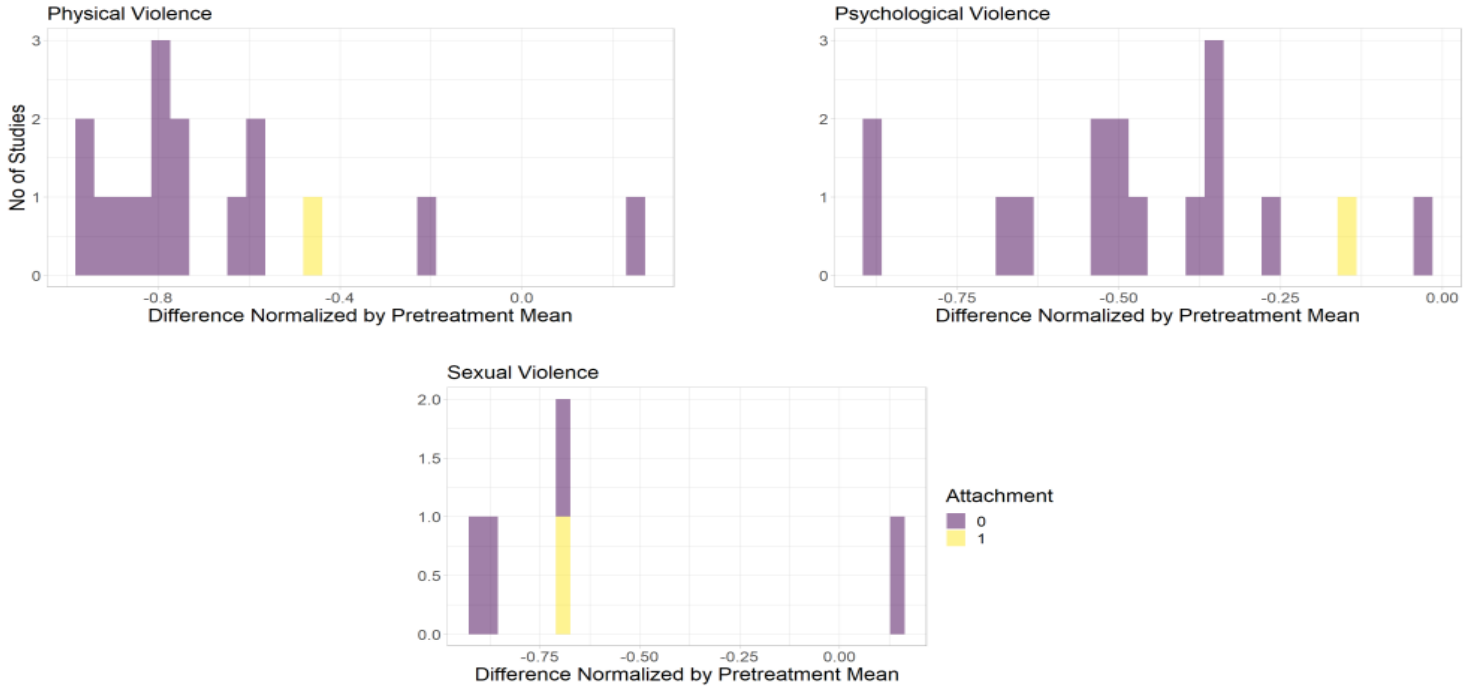 Physical Violence
No of Studies
3
2
1
0
-0.8 -0.4 0.0
Difference Normalized by Pretreatment Mean
Psychological Violence
3
2
1
0
-0.75 -0.50 -0.25 0.00
Difference Normalized by Pretreatment Mean
Sexual Violence
2.0
1.5
1.0
0.5
0.0
-0.75 -0.50 -0.25 0.00
Difference Normalized by Pretreatment Mean
Attachment
0
1